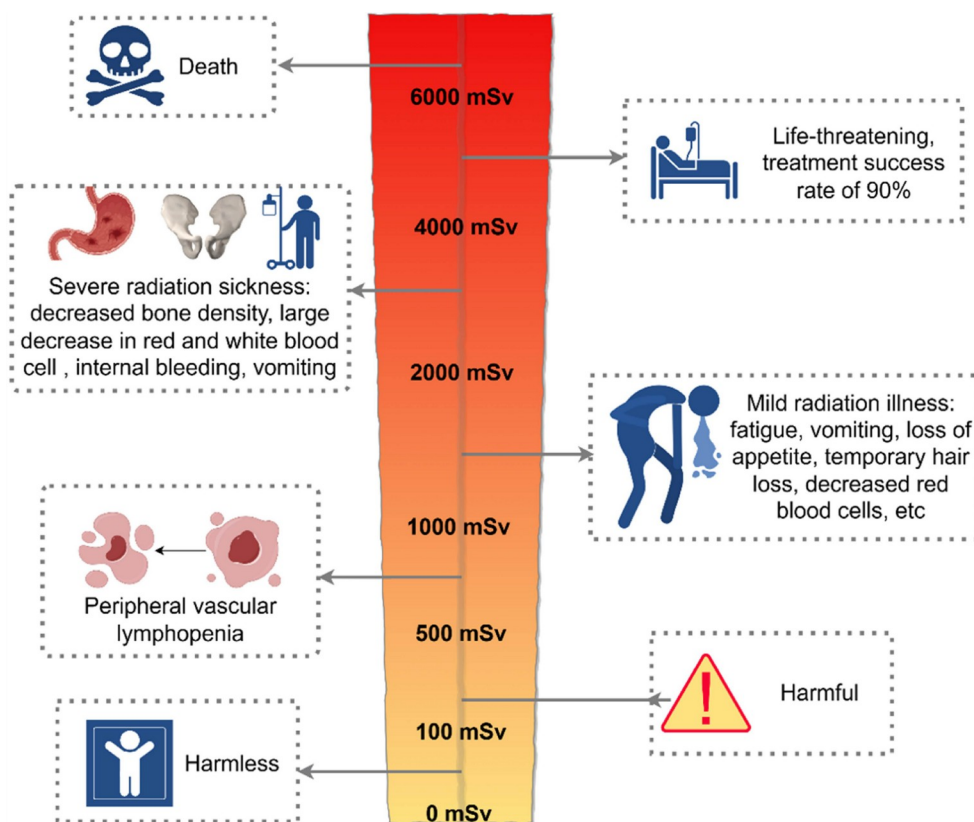 Death
6000 mSv
Life-threatening,
treatment success
rate of 90%
4000 mSv
Severe radiation sickness:
decreased bone density, large
decrease in red and white blood
cell , internal bleeding, vomiting
2000 mSv
Mild radiation illness:
fatigue, vomiting, loss of
appetite, temporary hair
loss, decreased red
blood cells, etc
1000 mSv
Peripheral vascular
lymphopenia
500 mSv
!
Harmful
100 mSv
Harmless
0 mSv